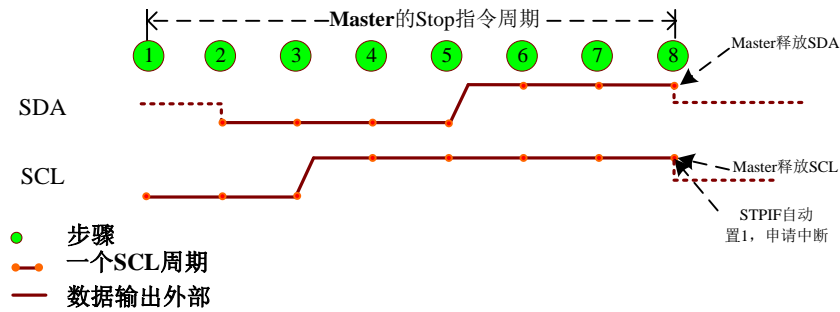 Master的Stop指令周期
1 2 3 4 5 6 7 8
Master释放SDA
SDA
SCL
Master释放SCL
STPIF自动
置1，申请中断
步骤
一个SCL周期
数据输出外部